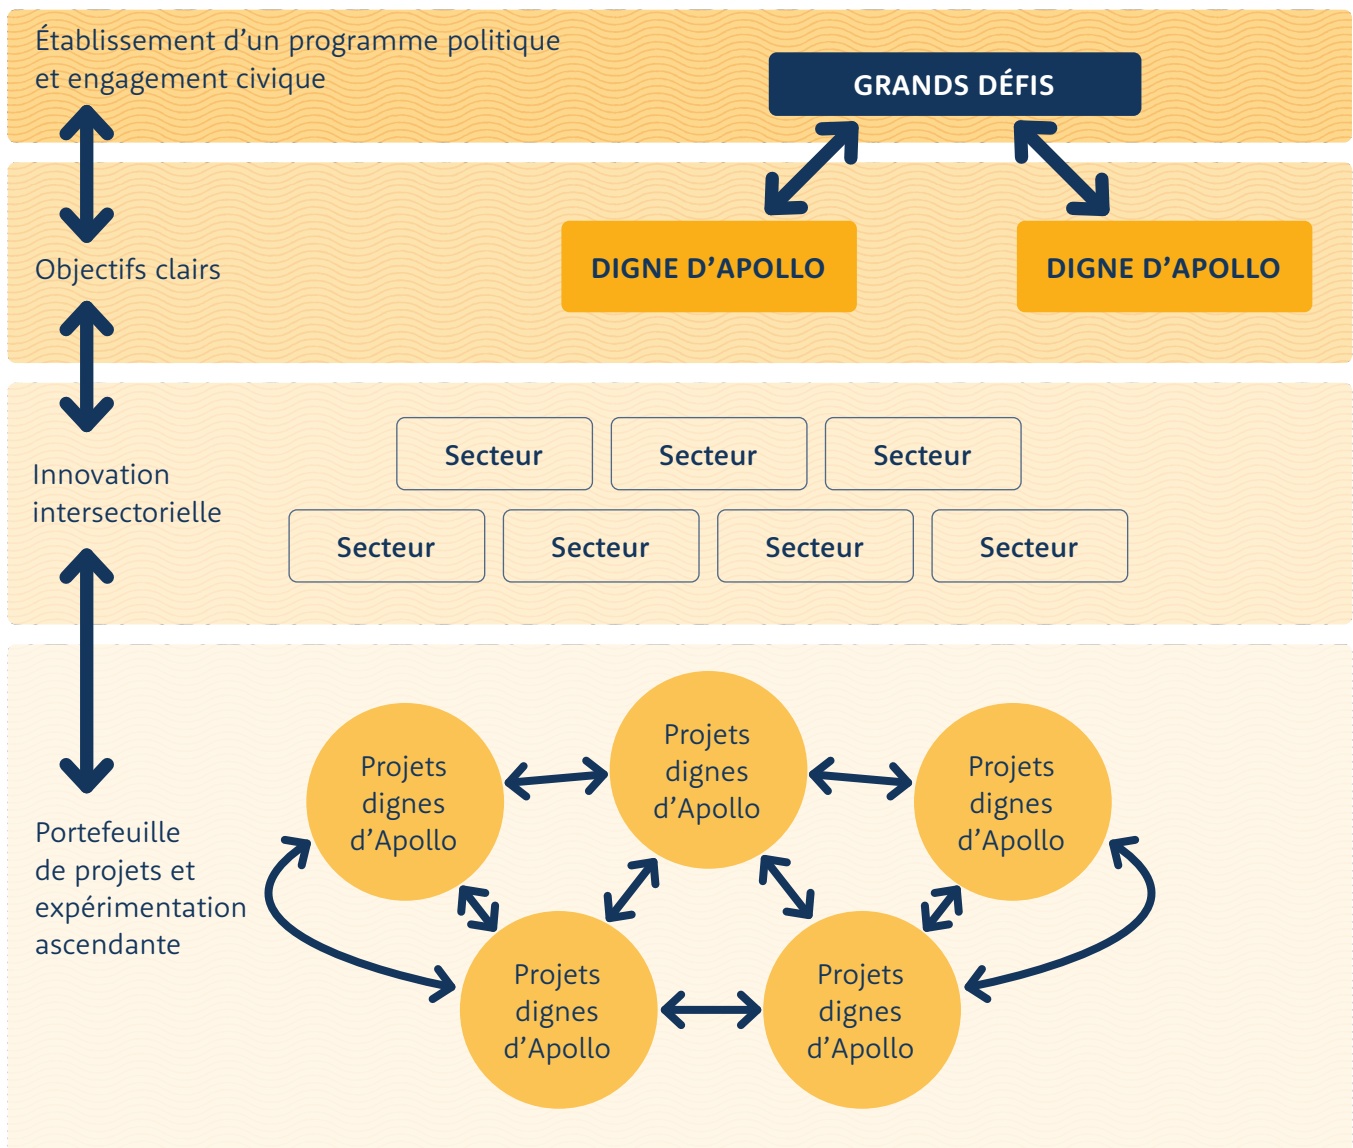 Établissement d’un programme politique
et engagement civique
GRANDS DÉFIS
Objectifs clairs
DIGNE D’APOLLO
DIGNE D’APOLLO
Innovation
intersectorielle
Secteur
Secteur
Secteur
Secteur
Secteur
Secteur
Secteur
Portefeuille
de projets et
expérimentation
ascendante
Projets
dignes
d’Apollo
Projets
dignes
d’Apollo
Projets
dignes
d’Apollo
Projets
dignes
d’Apollo
Projets
dignes
d’Apollo